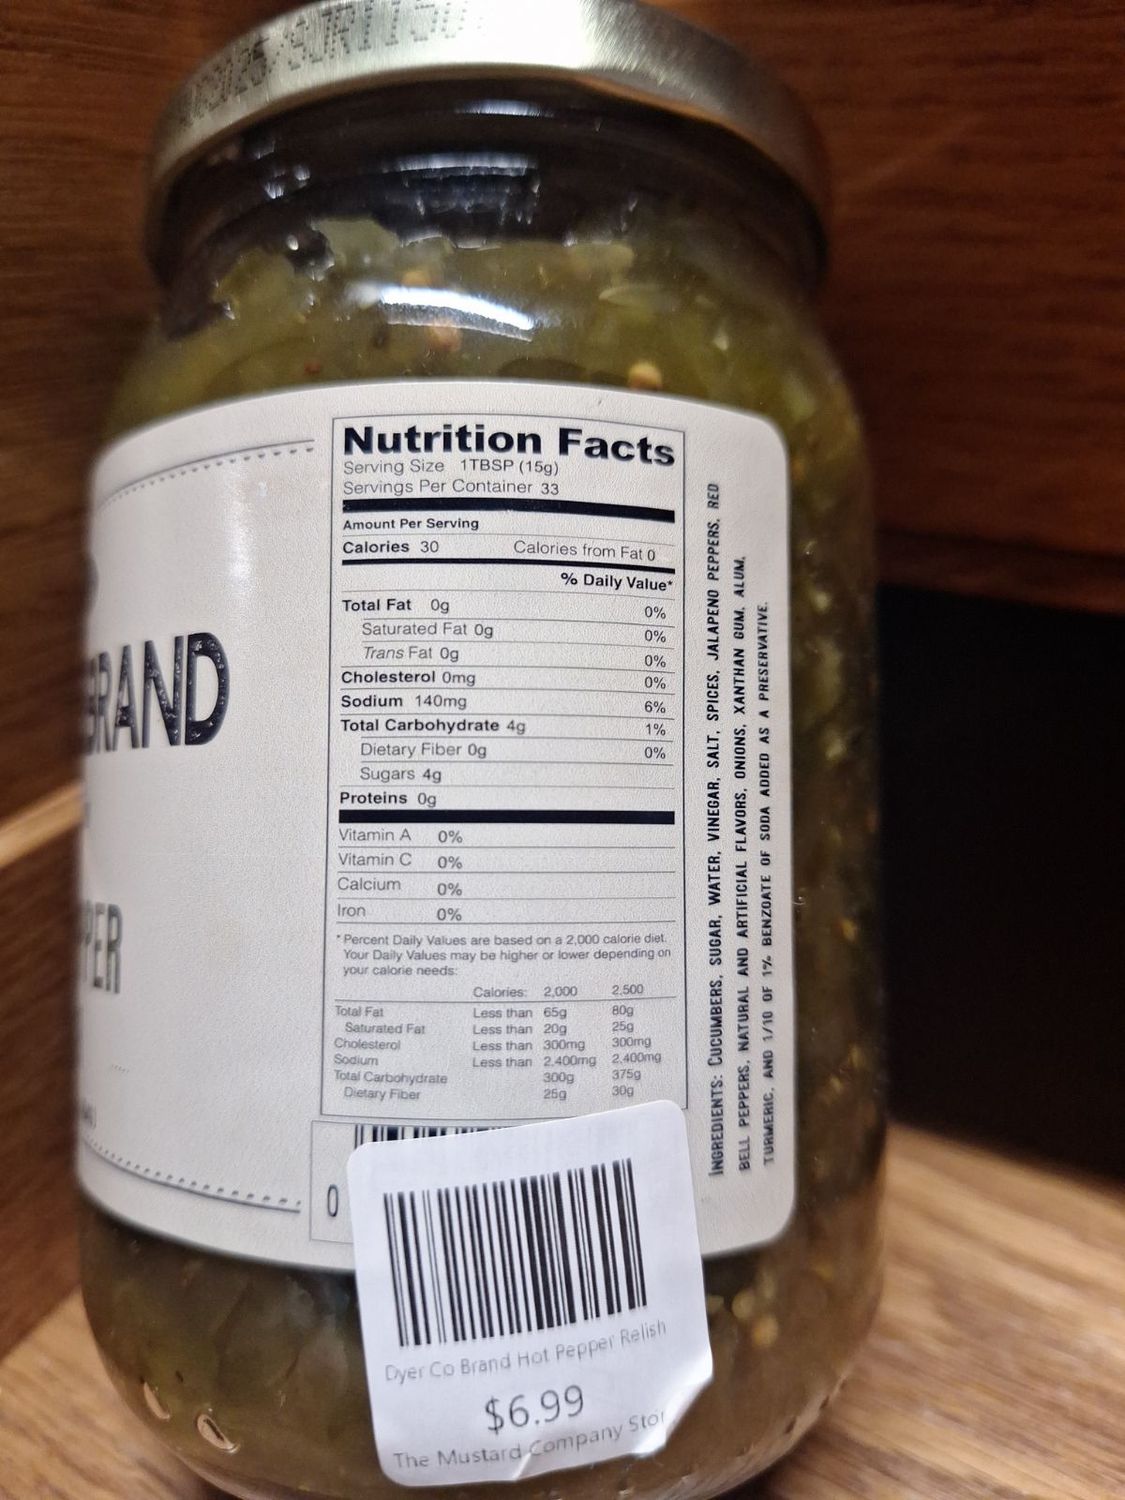 BRAND
Nutrition Facts
Serving Size 1TBSP (15g)
Servings Per Container 33
Amount Per Serving
Calories 30 Calories from Fat 0
% Daily Value*
Total Fat 0g 0%
Saturated Fat 0g 0%
Trans Fat 0g 0%
Cholesterol 0mg 0%
Sodium 140mg 6%
Total Carbohydrate 4g 1%
Dietary Fiber 0g 0%
Sugars 4g
Proteins 0g
Vitamin A 0%
Vitamin C 0%
Calcium 0%
Iron 0%
* Percent Daily Values are based on a 2,000 calorie diet.
Your Daily Values may be higher or lower depending on
your calorie needs:
Calories: 2,000 2,500
Total Fat Less than 65g 80g
Saturated Fat Less than 20g 25g
Cholesterol Less than 300mg 300mg
Sodium Less than 2,400mg 2,400mg
Total Carbohydrate 300g 375g
Dietary Fiber 25g 30g
INGREDIENTS: CUCUMBERS, SUGAR, WATER, VINEGAR, SALT, SPICES, JALAPENO PEPPERS, RED
BELL PEPPERS, NATURAL AND ARTIFICIAL FLAVORS, ONIONS, XANTHAN GUM, ALUM,
TURMERIC, AND 1/10 OF 1% BENZOATE OF SODA ADDED AS A PRESERVATIVE.
0
Dyer Co Brand Hot Pepper Relish
$6.99
The Mustard Company Stor